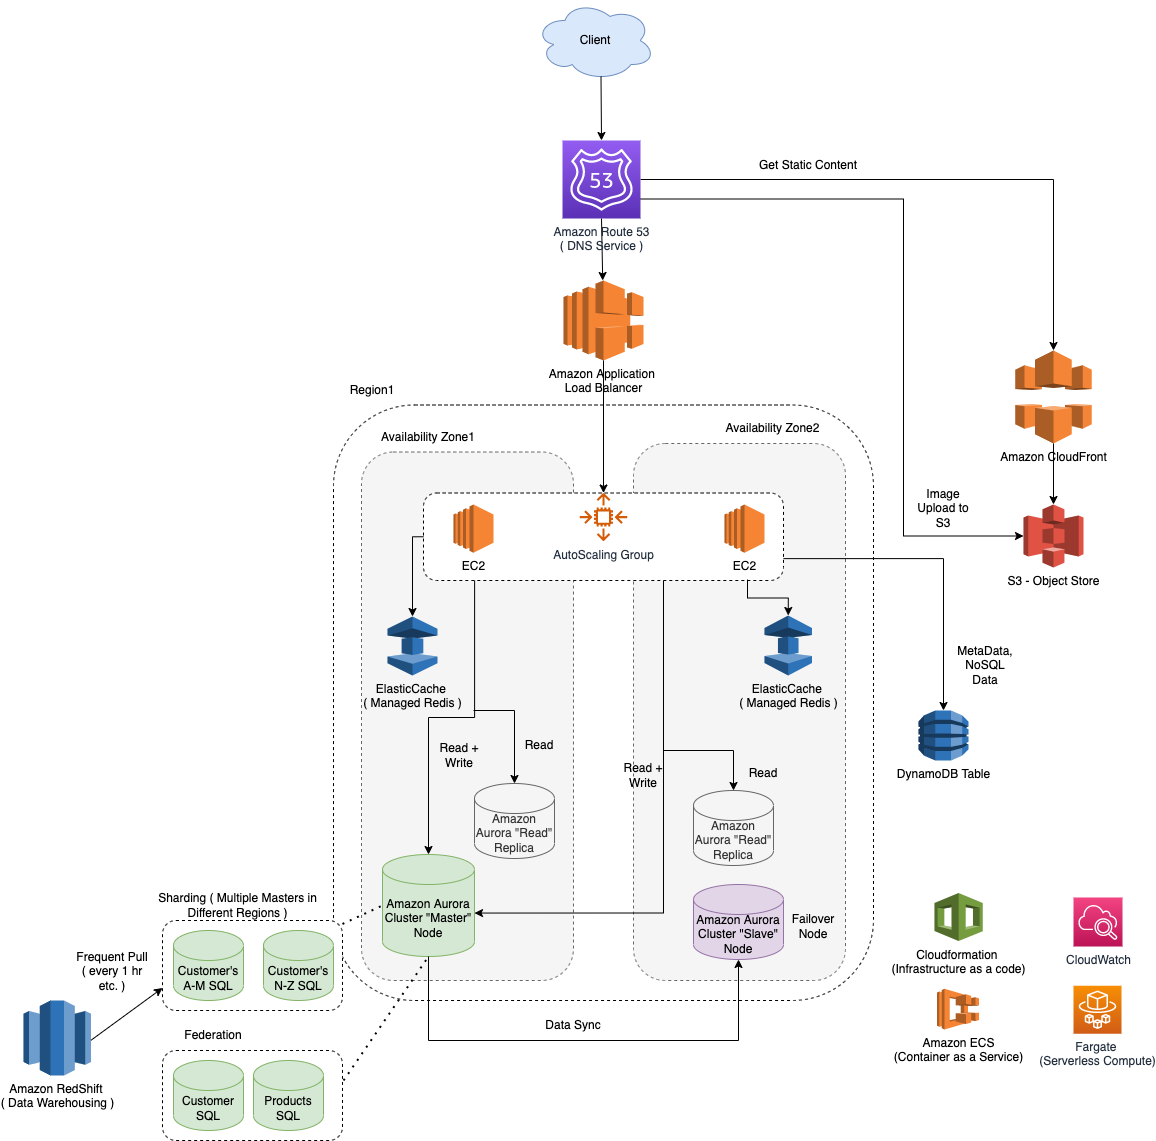 Client
53
Get Static Content
Amazon Route 53
( DNS Service )
Amazon Application
Load Balancer
Region1
Availability Zone1
Availability Zone2
Amazon CloudFront
Image
Upload to
S3
AutoScaling Group
EC2
EC2
S3 - Object Store
MetaData,
NoSQL
Data
ElasticCache
( Managed Redis )
ElasticCache
( Managed Redis )
Read +
Write
Read
Read +
Write
Read
DynamoDB Table
Amazon
Aurora "Read"
Replica
Amazon
Aurora "Read"
Replica
Sharding ( Multiple Masters in
Different Regions )
Amazon Aurora
Cluster "Master"
Node
Amazon Aurora
Cluster "Slave"
Node
Failover
Node
Frequent Pull
( every 1 hr
etc. )
Customer's
A-M SQL
Customer's
N-Z SQL
Cloudformation
(Infrastructure as a code)
CloudWatch
Data Sync
Federation
Amazon ECS
(Container as a Service)
Fargate
(Serverless Compute)
Amazon RedShift
( Data Warehousing )
Customer
SQL
Products
SQL